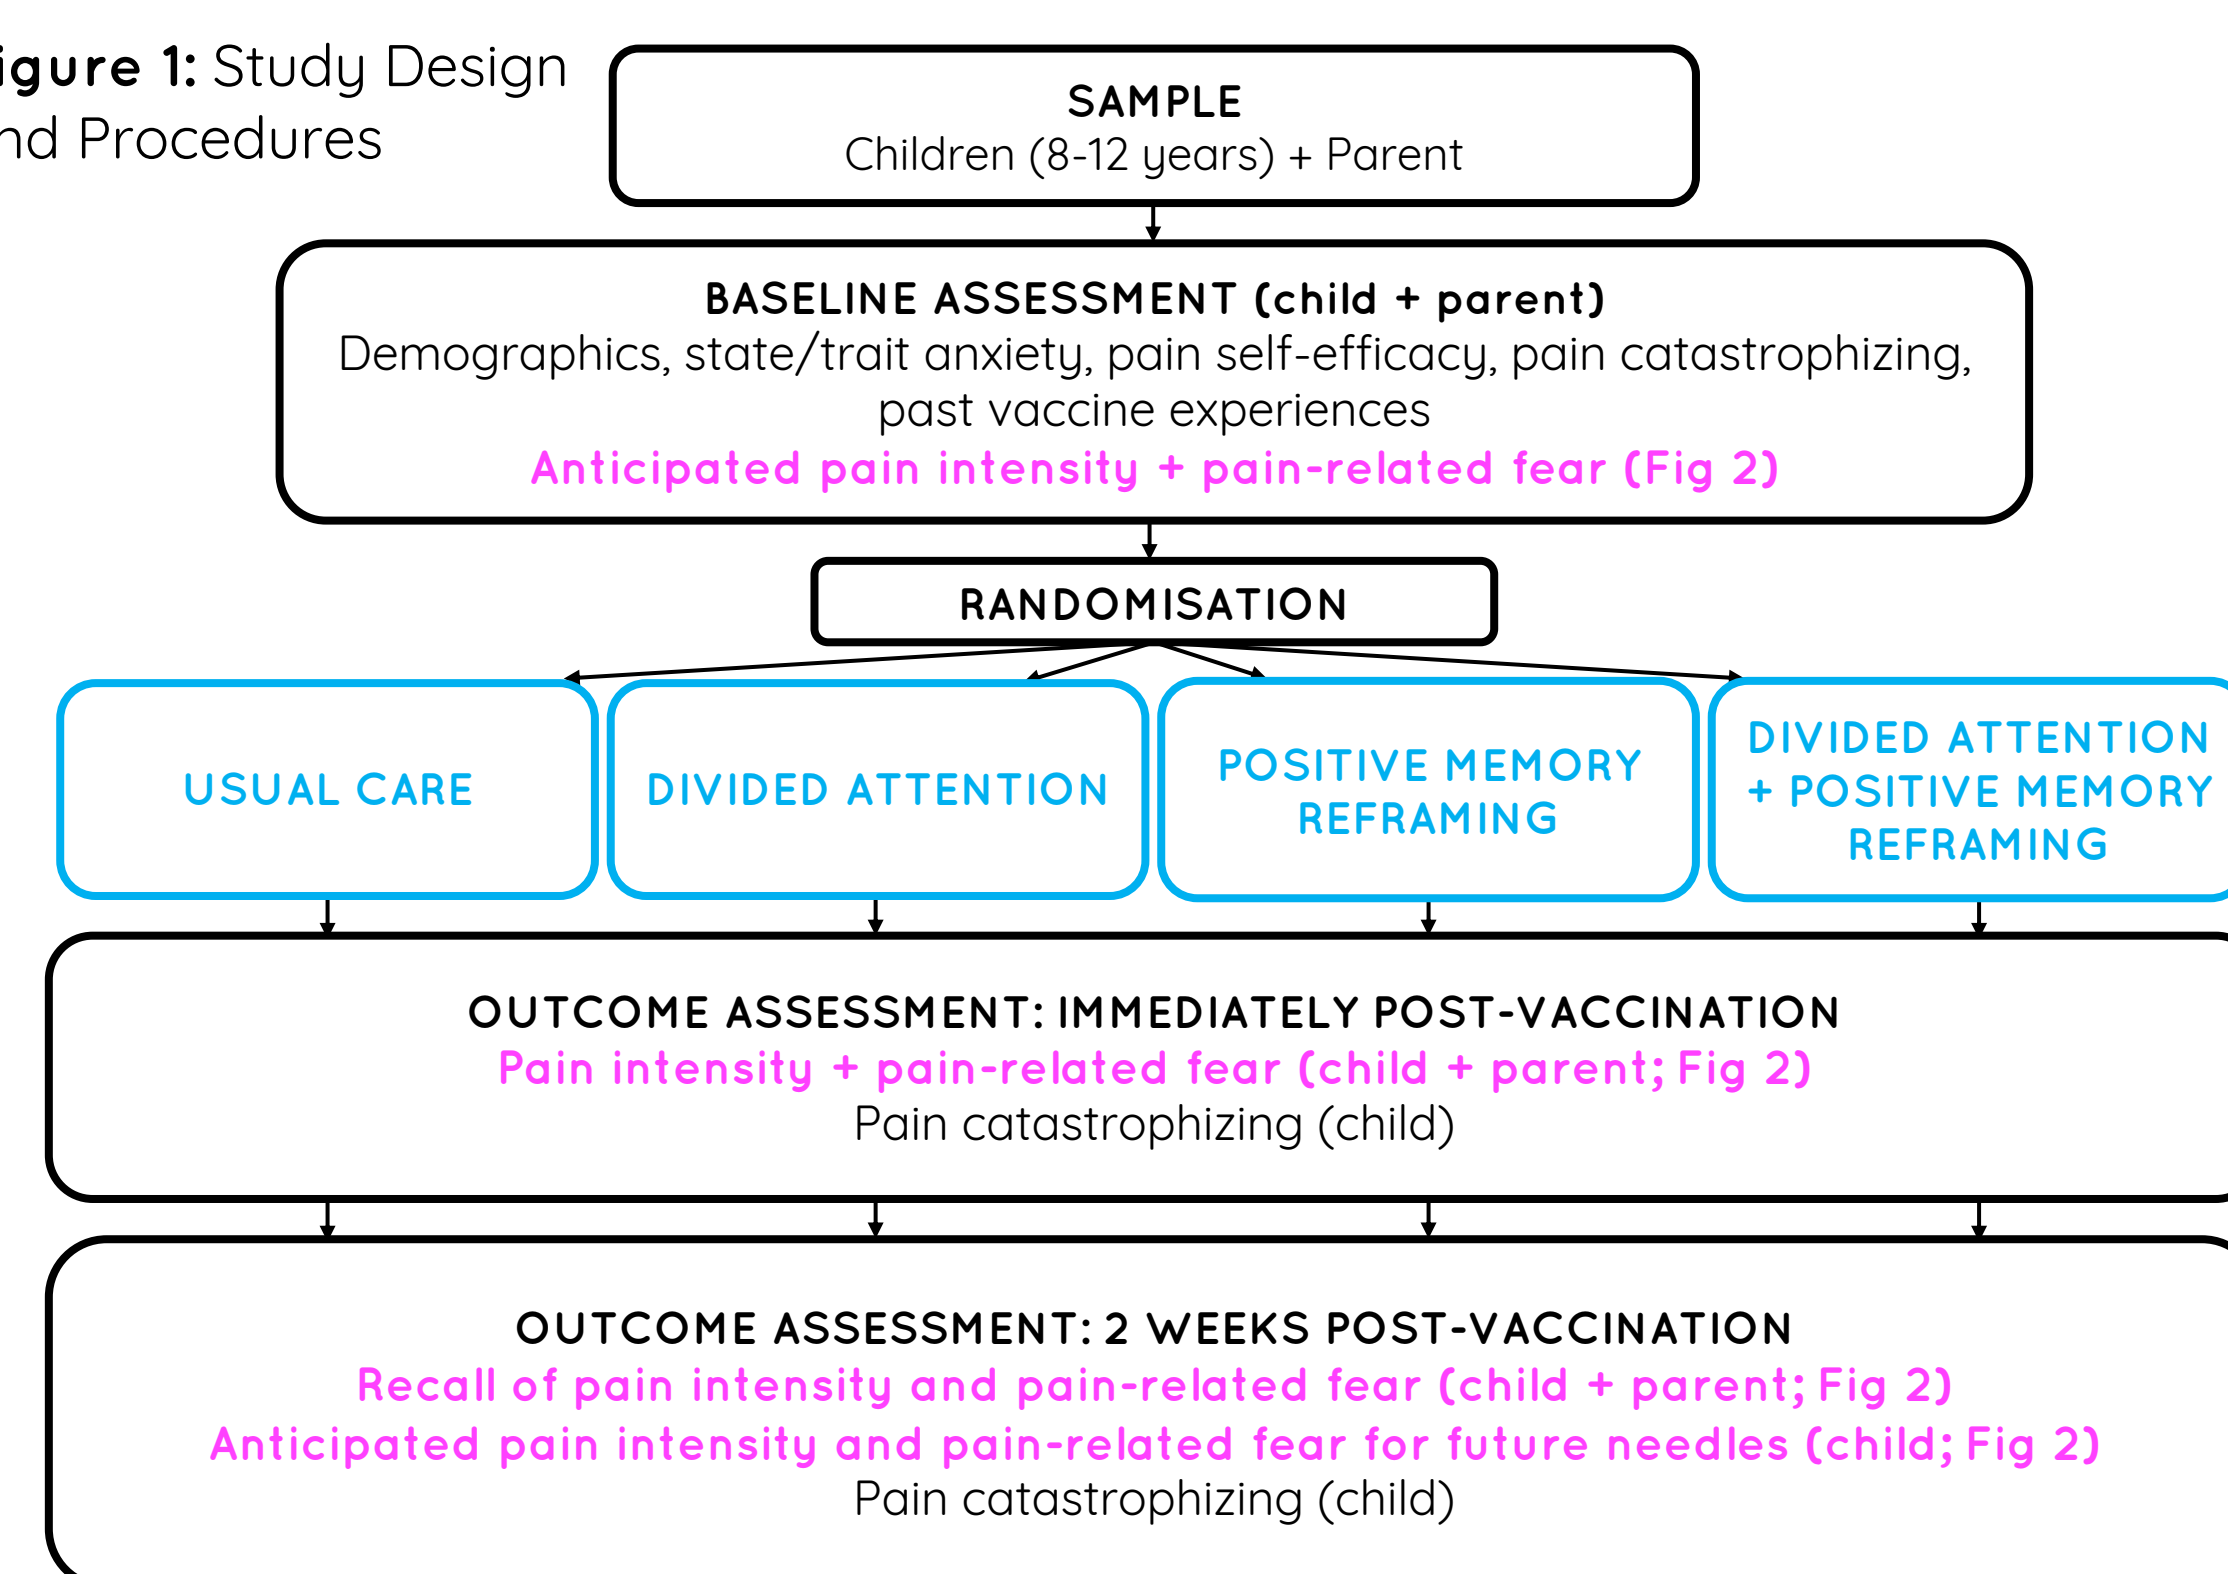 igure 1: Study Design
nd Procedures
SAMPLE
Children (8-12 years) + Parent
BASELINE ASSESSMENT (child + parent)
Demographics, state/trait anxiety, pain self-efficacy, pain catastrophizing,
past vaccine experiences
Anticipated pain intensity + pain-related fear (Fig 2)
RANDOMISATION
USUAL CARE
DIVIDED ATTENTION
POSITIVE MEMORY
REFRAMING
DIVIDED ATTENTION
+ POSITIVE MEMORY
REFRAMING
OUTCOME ASSESSMENT: IMMEDIATELY POST-VACCINATION
Pain intensity + pain-related fear (child + parent; Fig 2)
Pain catastrophizing (child)
OUTCOME ASSESSMENT: 2 WEEKS POST-VACCINATION
Recall of pain intensity and pain-related fear (child + parent; Fig 2)
Anticipated pain intensity and pain-related fear for future needles (child; Fig 2)
Pain catastrophizing (child)